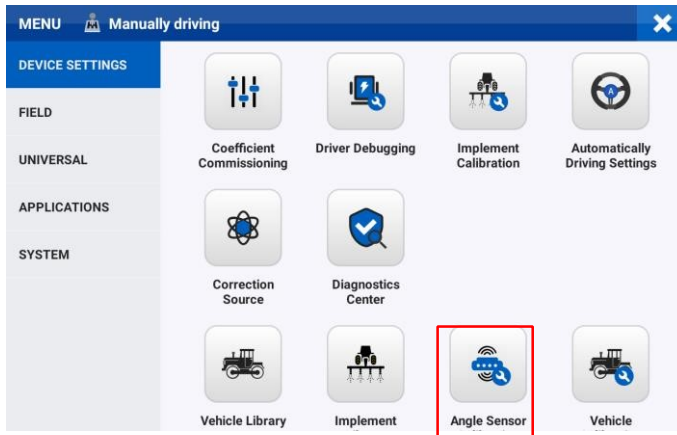 MENU M Manually driving
DEVICE SETTINGS
FIELD
UNIVERSAL
APPLICATIONS
SYSTEM
A
Coefficient
Commissioning
Driver Debugging
Implement
Calibration
Automatically
Driving Settings
Correction
Source
Diagnostics
Center
Vehicle Library
Implement
Angle Sensor
Vehicle